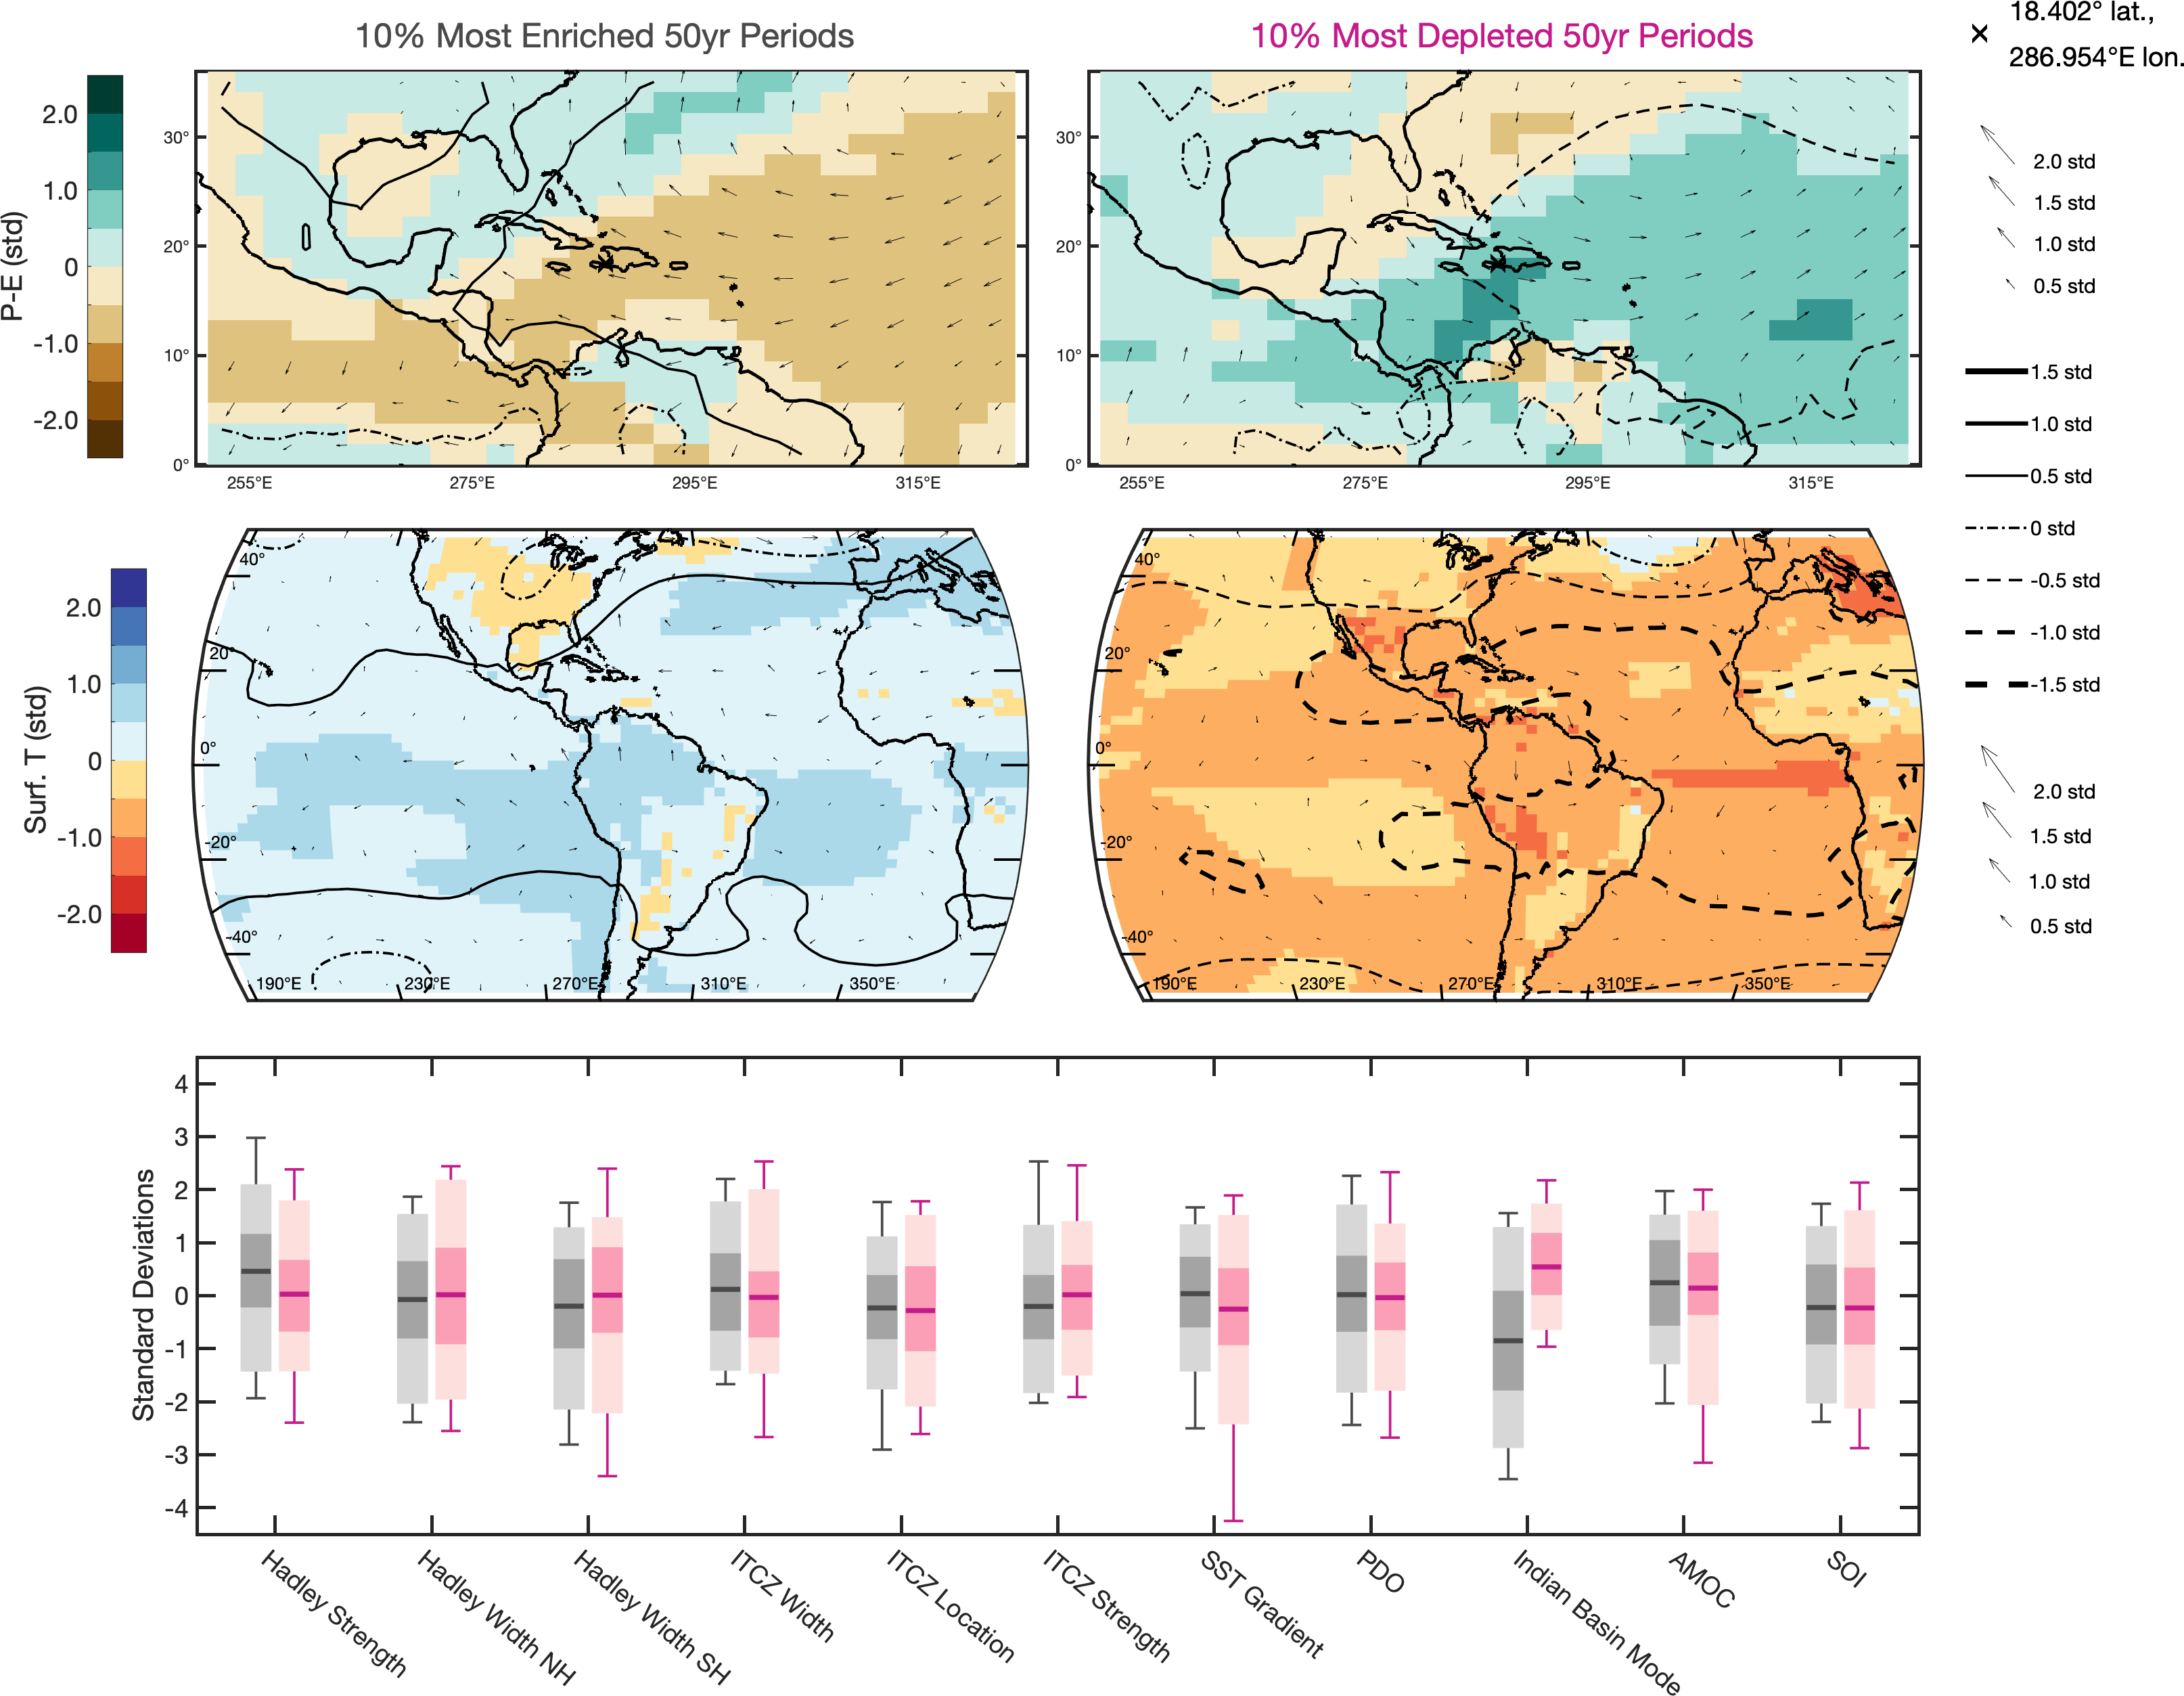 10% Most Enriched 50yr Periods
10% Most Depleted 50yr Periods
18.402° lat.,
286.954°E lon.
P-E (std)
2.0
1.0
0
-1.0
-2.0
30°
20°
10°
0°
255°E
275°E
295°E
315°E
30°
20°
10°
0°
255°E
275°E
295°E
315°E
2.0 std
1.5 std
1.0 std
0.5 std
1.5 std
1.0 std
0.5 std
0 std
-0.5 std
-1.0 std
-1.5 std
Surf. T (std)
2.0
1.0
0
-1.0
-2.0
40°
20°
0°
-20°
-40°
190°E
230°E
270°E
310°E
350°E
40°
20°
0°
-20°
-40°
190°E
230°E
270°E
310°E
350°E
2.0 std
1.5 std
1.0 std
0.5 std
Standard Deviations
4
3
2
1
0
-1
-2
-3
-4
Hadley Strength
Hadley Width NH
Hadley Width SH
ITCZ Width
ITCZ Location
ITCZ Strength
SST Gradient
PDO
Indian Basin Mode
AMOC
SOI